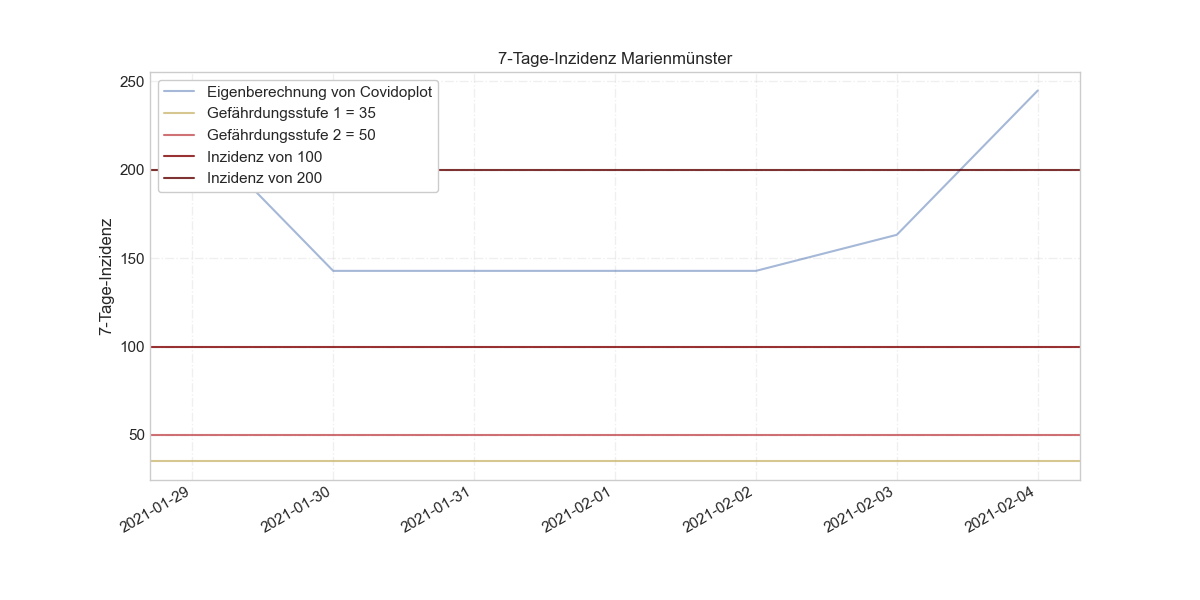 7-Tage-Inzidenz Marienmünster
Eigenberechnung von Covidoplot
Gefährdungsstufe 1 = 35
Gefährdungsstufe 2 = 50
Inzidenz von 100
Inzidenz von 200
7-Tage-Inzidenz
250
200
150
100
50
2021-01-29
2021-01-30
2021-01-31
2021-02-01
2021-02-02
2021-02-03
2021-02-04